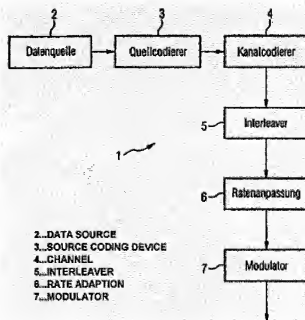 2
3
4
Datenquelle
Quellcodierer
Kanalcodierer
5
Interleaver
1
6
Ratenanpassung
2...DATA SOURCE
3...SOURCE CODING DEVICE
4...CHANNEL
5...INTERLEAVER
6...RATE ADAPTION
7...MODULATOR
7
Modulator